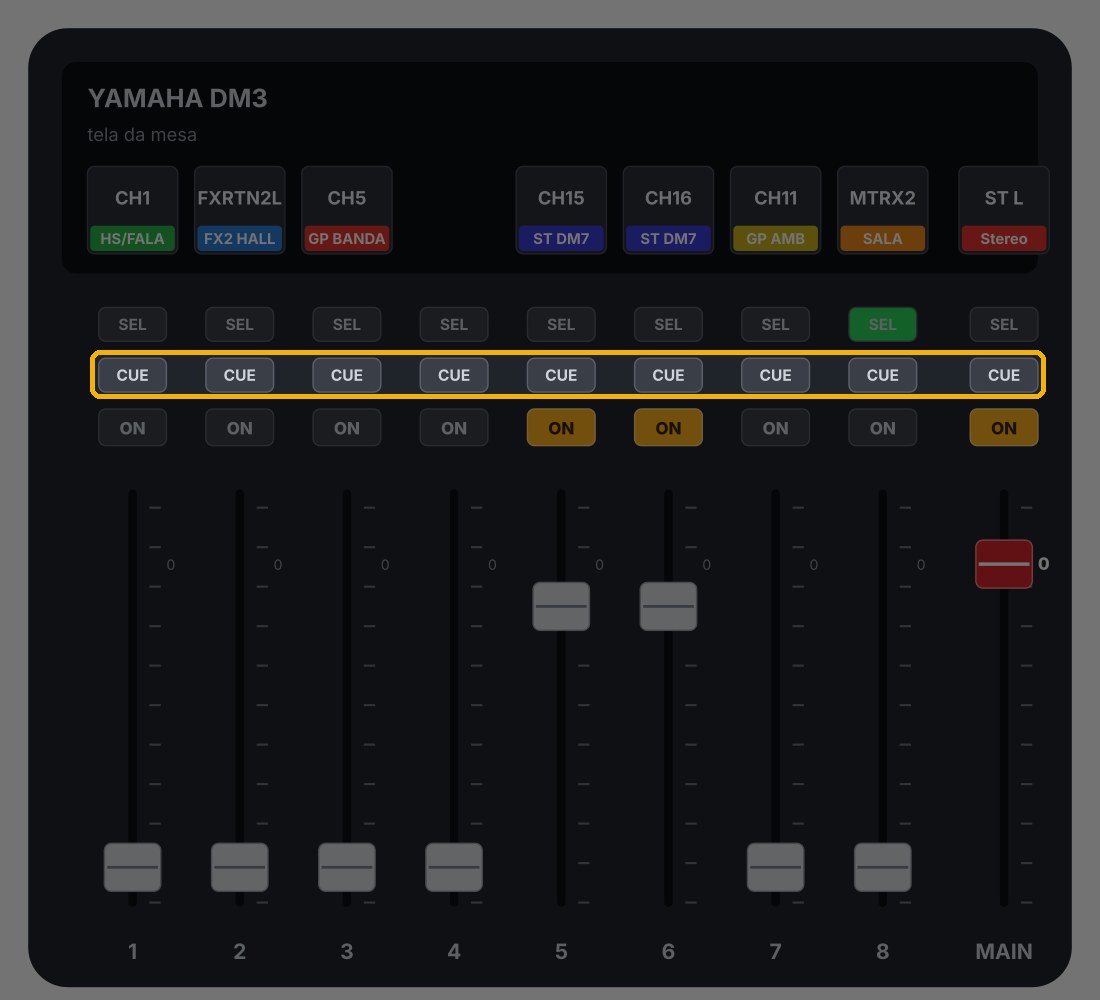 YAMAHA DM3
tela da mesa
CH1 FXRTN2L CH5 CH15 CH16 CH11 MTRX2 ST L
HS/FALA FX2 HALL GP BANDA ST DM7 ST DM7 GP AMB SALA Stereo
SEL SEL SEL SEL SEL SEL SEL SEL SEL
CUE CUE CUE CUE CUE CUE CUE CUE CUE
ON ON ON ON ON ON ON ON ON
0 0 0 0 0 0 0 0 0
1 2 3 4 5 6 7 8 MAIN